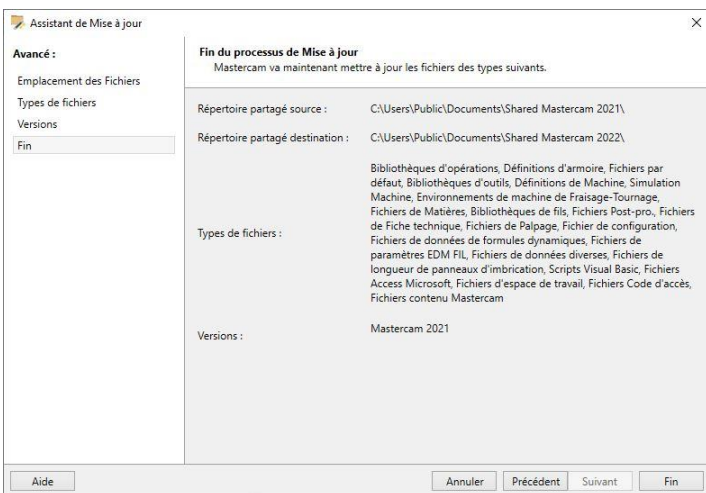 Assistant de Mise à jour
Avancé :
Emplacement des Fichiers
Types de fichiers
Versions
Fin
Fin du processus de Mise à jour
Mastercam va maintenant mettre à jour les fichiers des types suivants.
Répertoire partagé source : C:\Users\Public\Documents\Shared Mastercam 2021\
Répertoire partagé destination : C:\Users\Public\Documents\Shared Mastercam 2022\
Types de fichiers :
Bibliothèques d'opérations, Définitions d'armoire, Fichiers par
défaut, Bibliothèques d'outils, Définitions de Machine, Simulation
Machine, Environnements de machine de Fraisage-Tournage,
Fichiers de Matières, Bibliothèques de fils, Fichiers Post-pro., Fichiers
de Fiche technique, Fichiers de Palpage, Fichier de configuration,
Fichiers de données de formules dynamiques, Fichiers de
paramètres EDM FIL, Fichiers de données diverses, Fichiers de
longueur de panneaux d'imbrication, Scripts Visual Basic, Fichiers
Access Microsoft, Fichiers d'espace de travail, Fichiers Code d'accès,
Fichiers contenu Mastercam
Versions : Mastercam 2021
Aide Annuler Précédent Suivant Fin